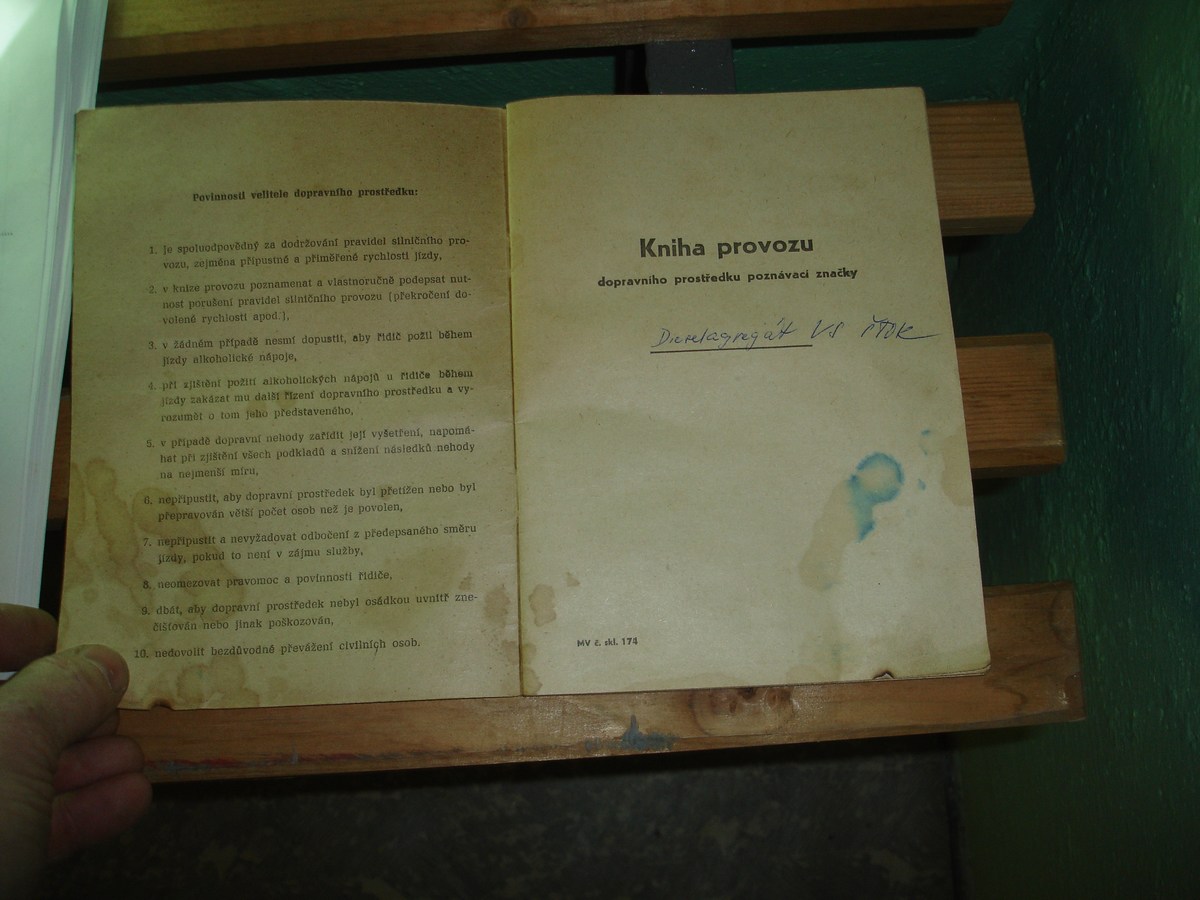 Povinnosti velitele dopravního prostředku:
1. je spoluodpovědný za dodržování pravidel silničního pro-
vozu, zejména přípustné a přiměřené rychlosti jízdy,
2. v knize provozu poznamenat a vlastnoručně podepsat nut-
nost porušení pravidel silničního provozu (překročení do-
volené rychlosti apod.),
3. v žádném případě nesmí dopustit, aby řidič požil během
jízdy alkoholické nápoje,
4. při zjištění požití alkoholických nápojů u řidiče během
jízdy zakázat mu další řízení dopravního prostředku a vy-
rozumět o tom jeho představeného,
5. v případě dopravní nehody zařídit její vyšetření, napomá-
hat při zjištění všech podkladů a snížení následků nehody
na nejmenší míru,
6. nepřipustit, aby dopravní prostředek byl přetížen nebo byl
přepravován větší počet osob než je povolen,
7. nepřipustit a nevyžadovat odbočení z předepsaného směru
jízdy, pokud to není v zájmu služby,
8. neomezovat pravomoc a povinnosti řidiče,
9. dbát, aby dopravní prostředek nebyl osádkou uvnitř zne-
čišťován nebo jinak poškozován,
10. nedovolit bezdůvodné převážení civilních osob.
Kniha provozu
dopravního prostředku poznávací značky
Dieselagregát VS
MV č. skl. 174